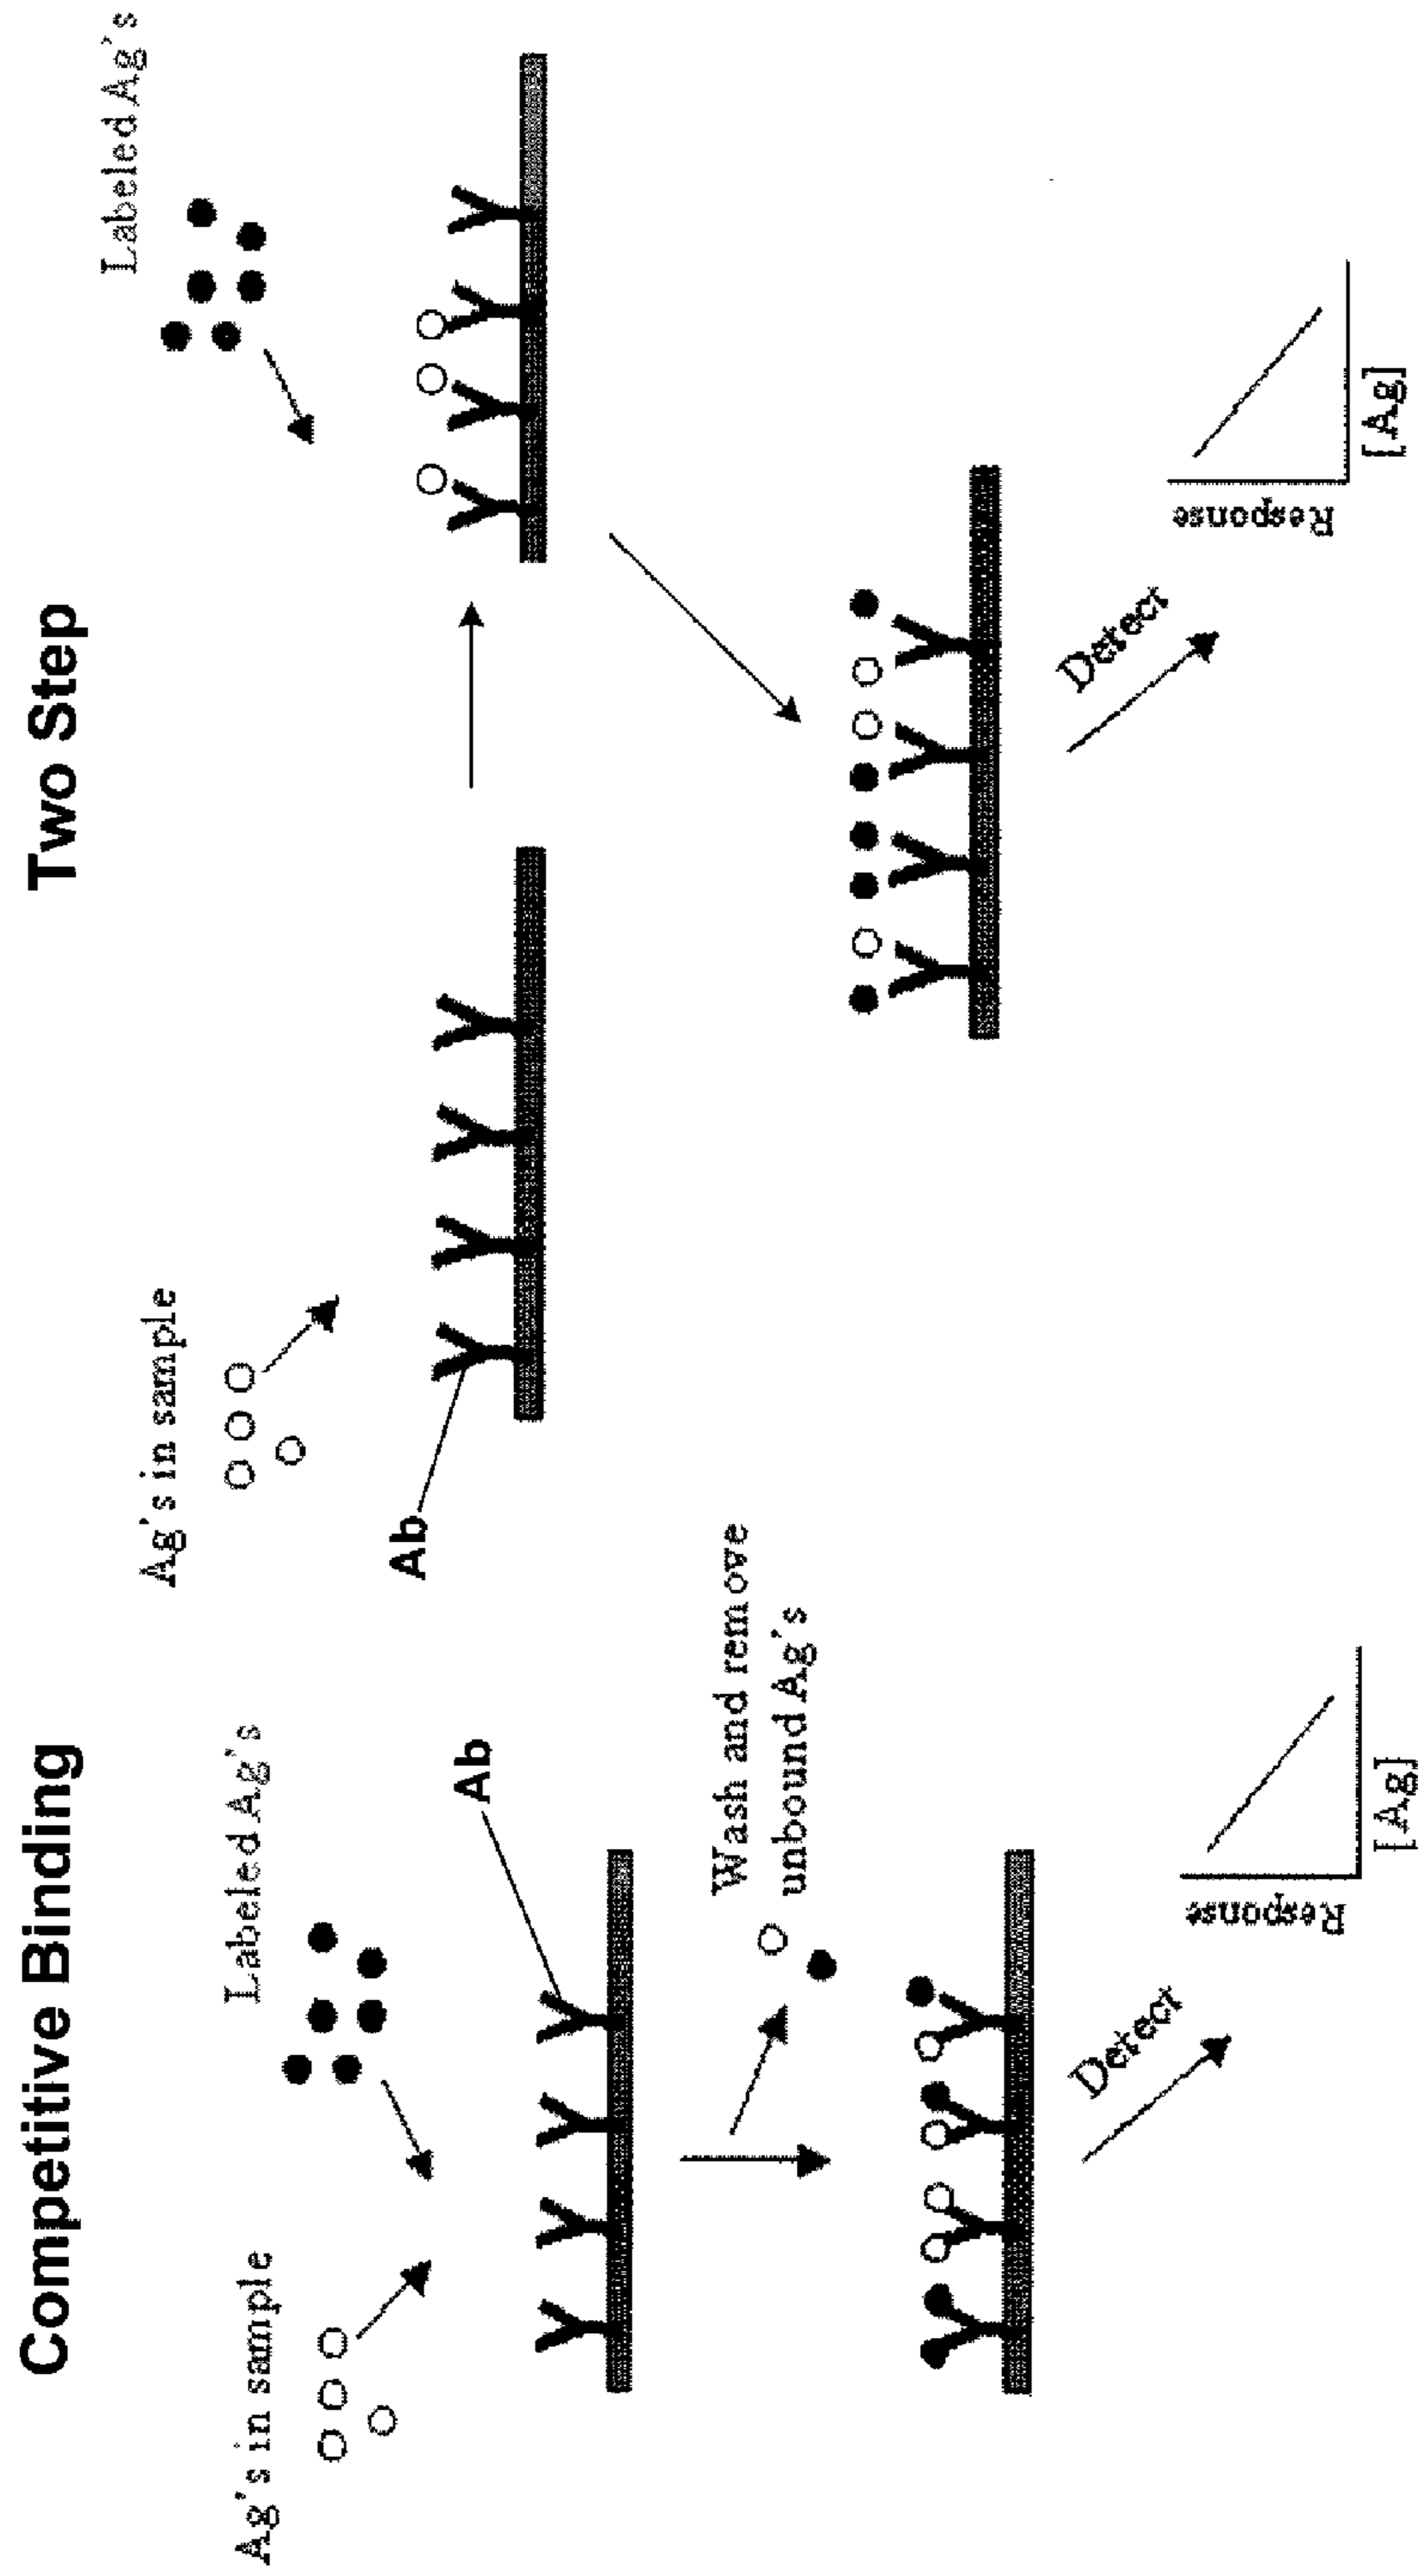 Competitive Binding
Ag's in sample
Labeled Ag's
Ab
Wash and remove
unbound Ag's
Detect
Response
[Ag]
Two Step
Ag's in sample
Ab
Labeled Ag's
Detect
Response
[Ag]